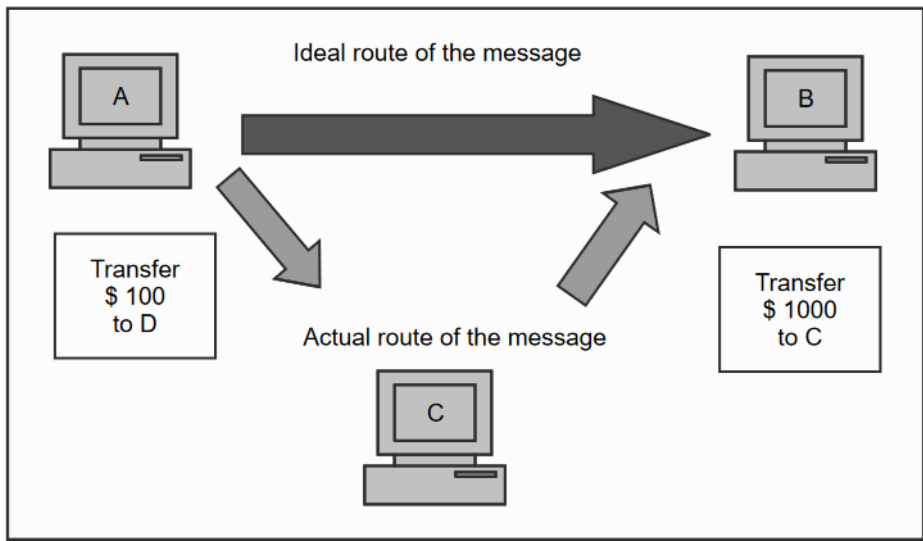 Ideal route of the message
A
B
Transfer
$ 100
to D
Transfer
$ 1000
to C
Actual route of the message
C